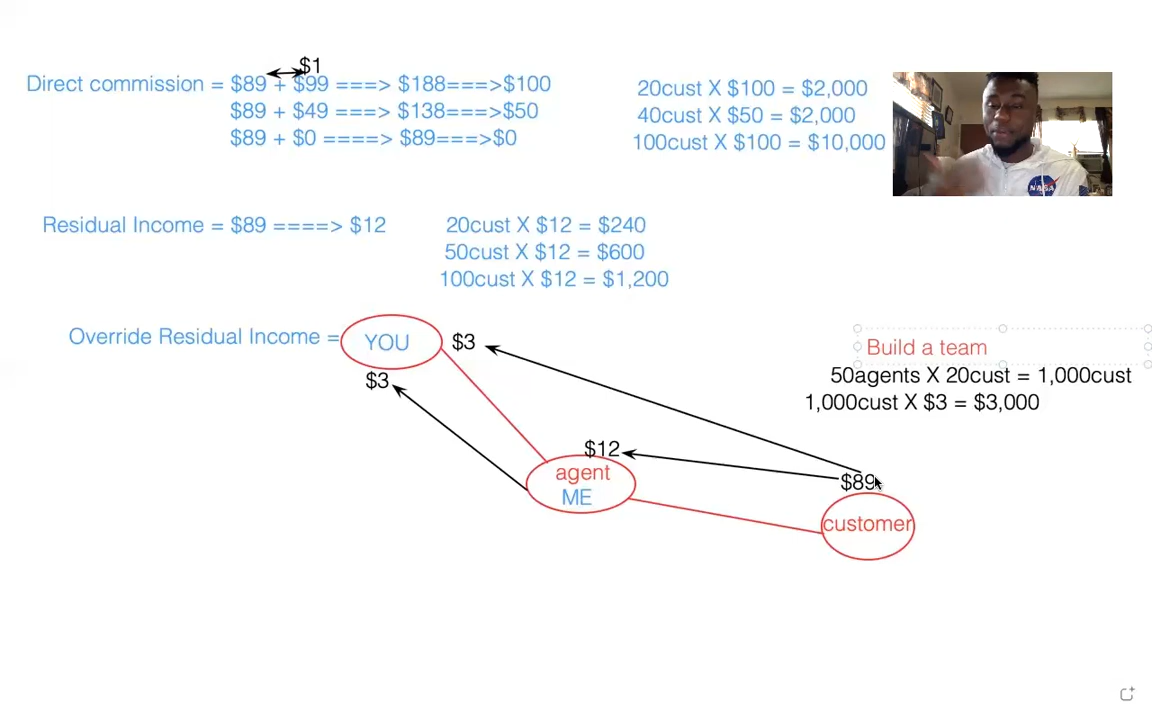 $1
Direct commission = $89 + $99 ===> $188===>$100
$89 + $49 ===> $138===>$50
$89 + $0 ====> $89===>$0
20cust X $100 = $2,000
40cust X $50 = $2,000
100cust X $100 = $10,000
NASA
Residual Income = $89 ====> $12
20cust X $12 = $240
50cust X $12 = $600
100cust X $12 = $1,200
Override Residual Income =
YOU
$3
$3
Build a team
50agents X 20cust = 1,000cust
1,000cust X $3 = $3,000
$12
agent
ME
$89
customer